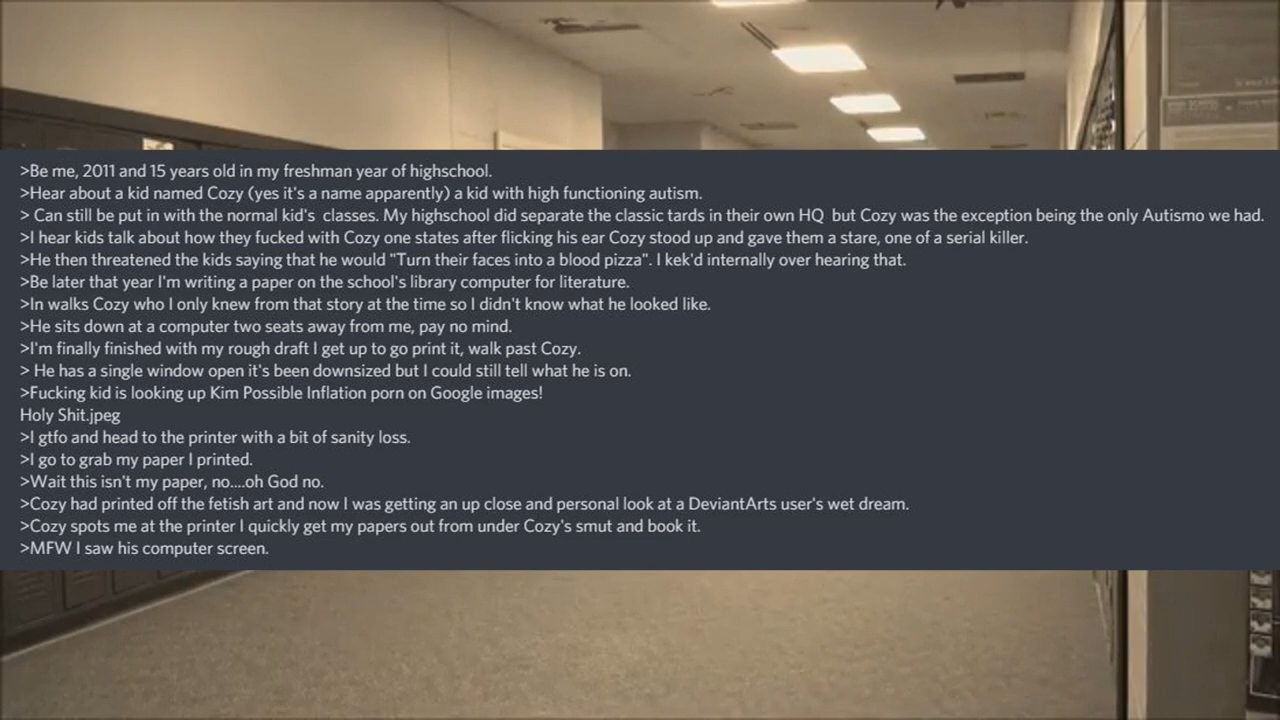 >Be me, 2011 and 15 years old in my freshman year of highschool.
>Hear about a kid named Cozy (yes it's a name apparently) a kid with high functioning autism.
> Can still be put in with the normal kid's  classes. My highschool did separate the classic tards in their own HQ  but Cozy was the exception being the only Autismo we had.
>I hear kids talk about how they fucked with Cozy one states after flicking his ear Cozy stood up and gave them a stare, one of a serial killer.
>He then threatened the kids saying that he would "Turn their faces into a blood pizza". I kek'd internally over hearing that.
>Be later that year I'm writing a paper on the school's library computer for literature.
>In walks Cozy who I only knew from that story at the time so I didn't know what he looked like.
>He sits down at a computer two seats away from me, pay no mind.
>I'm finally finished with my rough draft I get up to go print it, walk past Cozy.
> He has a single window open it's been downsized but I could still tell what he is on.
>Fucking kid is looking up Kim Possible Inflation porn on Google images!
Holy Shit.jpeg
>I gtfo and head to the printer with a bit of sanity loss.
>I go to grab my paper I printed.
>Wait this isn't my paper, no....oh God no.
>Cozy had printed off the fetish art and now I was getting an up close and personal look at a DeviantArts user's wet dream.
>Cozy spots me at the printer I quickly get my papers out from under Cozy's smut and book it.
>MFW I saw his computer screen.